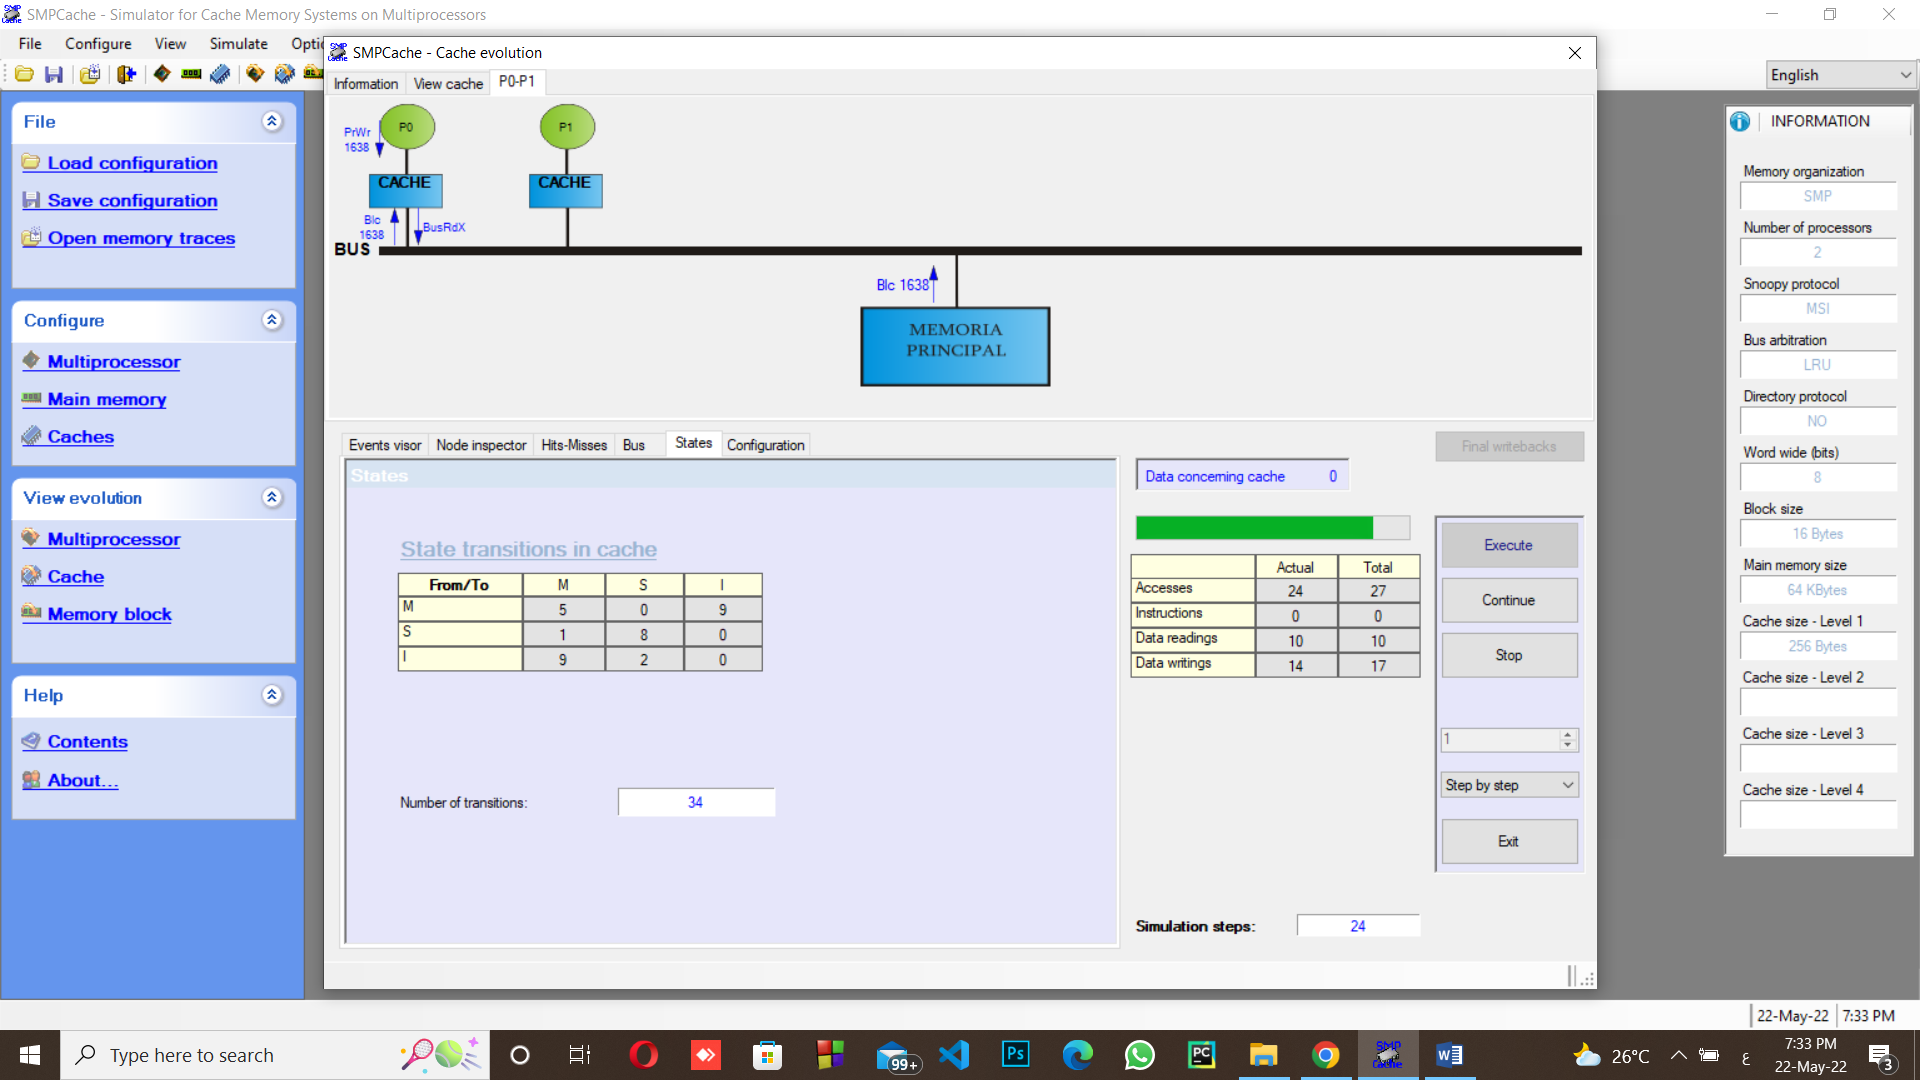 SMPCache - Simulator for Cache Memory Systems on Multiprocessors
File Configure View Simulate
SMPCache - Cache evolution
English
Information View cache P0-P1
File
Load configuration
Save configuration
Open memory traces
Configure
Multiprocessor
Main memory
Caches
View evolution
Multiprocessor
Cache
Memory block
Help
Contents
About...
P0
P1
PrWr
1638
CACHE
CACHE
Blc
1638
BusRdX
BUS
Blc 1638
MEMORIA
PRINCIPAL
Events visor Node inspector Hits-Misses Bus States Configuration
States
State transitions in cache
From/To M S I
M 5 0 9
S 1 8 0
I 9 2 0
Number of transitions: 34
Final writebacks
Data concerning cache 0
Actual Total
Accesses 24 27
Instructions 0 0
Data readings 10 10
Data writings 14 17
Execute
Continue
Stop
1
Step by step
Exit
Simulation steps: 24
INFORMATION
Memory organization
SMP
Number of processors
2
Snoopy protocol
MSI
Bus arbitration
LRU
Directory protocol
NO
Word wide (bits)
8
Block size
16 Bytes
Main memory size
64 KBytes
Cache size - Level 1
256 Bytes
Cache size - Level 2
Cache size - Level 3
Cache size - Level 4
22-May-22 7:33 PM
Type here to search
99+
Ps
PC
SMP
Cache
W
26°C
ع
7:33 PM
22-May-22
3